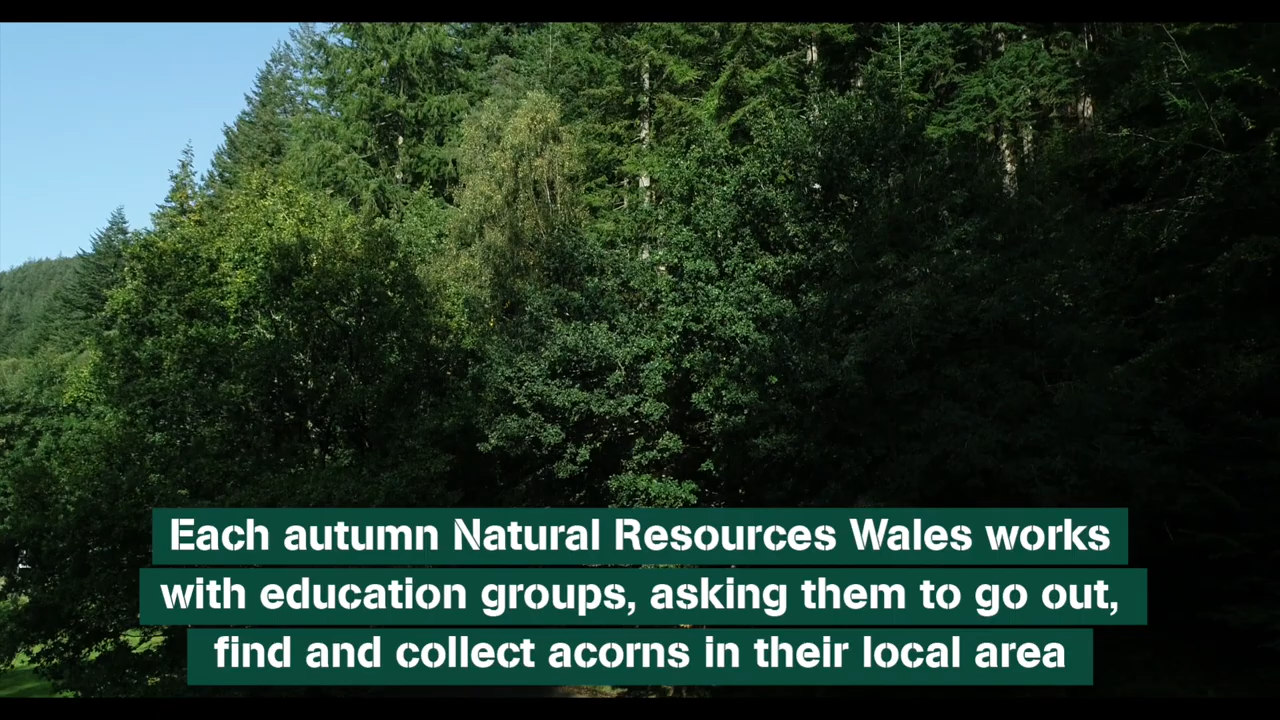 Each autumn Natural Resources Wales works
with education groups, asking them to go out,
find and collect acorns in their local area